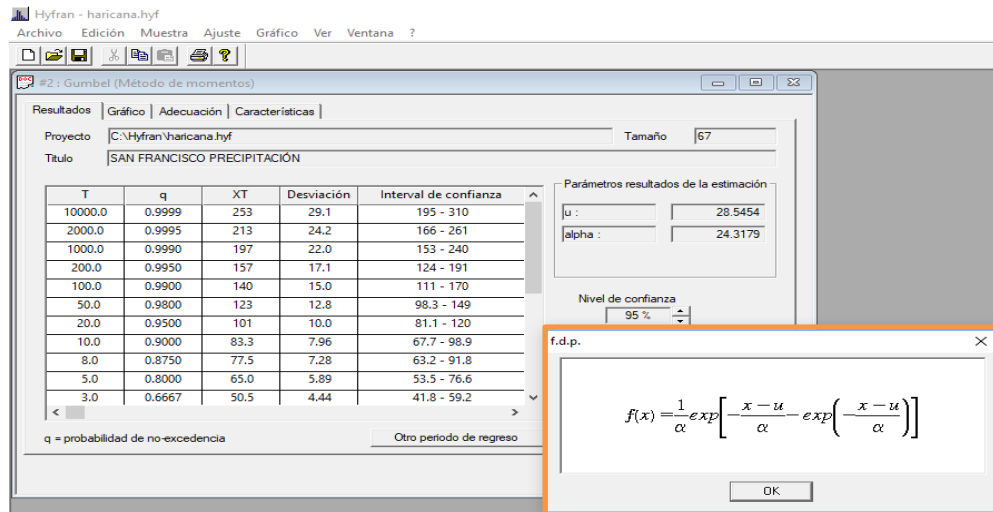 Hyfran - haricana.hyf
Archivo Edición Muestra Ajuste Gráfico Ver Ventana ?
#2 : Gumbel (Método de momentos)
Resultados Gráfico Adecuación Características
Proyecto C:\Hyfran\haricana.hyf Tamaño 67
Titulo SAN FRANCISCO PRECIPITACIÓN
T q XT Desviación Interval de confianza
10000.0 0.9999 253 29.1 195 - 310
2000.0 0.9995 213 24.2 166 - 261
1000.0 0.9990 197 22.0 153 - 240
200.0 0.9950 157 17.1 124 - 191
100.0 0.9900 140 15.0 111 - 170
50.0 0.9800 123 12.8 98.3 - 149
20.0 0.9500 101 10.0 81.1 - 120
10.0 0.9000 83.3 7.96 67.7 - 98.9
8.0 0.8750 77.5 7.28 63.2 - 91.8
5.0 0.8000 65.0 5.89 53.5 - 76.6
3.0 0.6667 50.5 4.44 41.8 - 59.2
q = probabilidad de no-excedencia
Otro periodo de regreso
Parámetros resultados de la estimación
u : 28.5454
alpha : 24.3179
Nivel de confianza
95 %
f.d.p.
f(x) = 1/α exp[ - x - u/α - exp( - x - u/α ) ]
OK